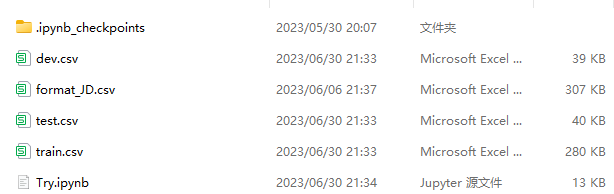 .ipynb_checkpoints 2023/05/30 20:07 文件夹
dev.csv 2023/06/30 21:33 Microsoft Excel ... 39 KB
format_JD.csv 2023/06/06 21:37 Microsoft Excel ... 307 KB
test.csv 2023/06/30 21:33 Microsoft Excel ... 40 KB
train.csv 2023/06/30 21:33 Microsoft Excel ... 280 KB
Try.ipynb 2023/06/30 21:34 Jupyter 源文件 13 KB